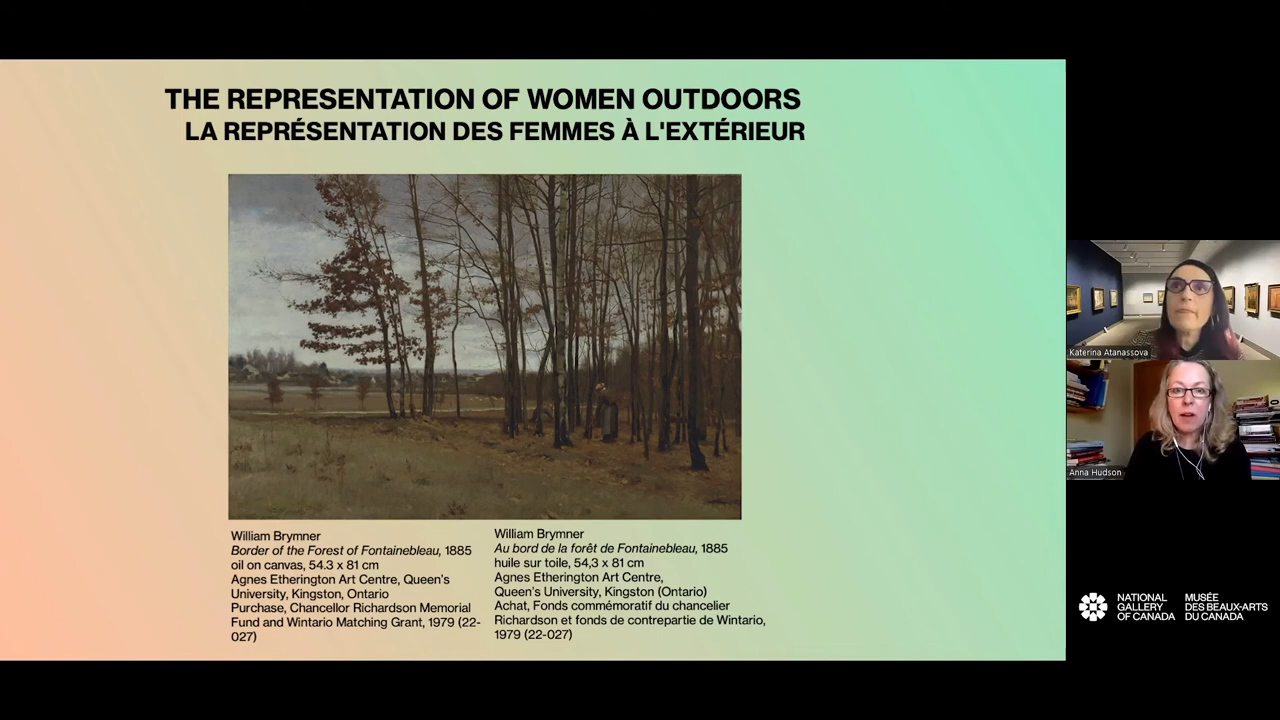 THE REPRESENTATION OF WOMEN OUTDOORS
LA REPRÉSENTATION DES FEMMES À L'EXTÉRIEUR
William Brymner
Border of the Forest of Fontainebleau, 1885
oil on canvas, 54.3 x 81 cm
Agnes Etherington Art Centre, Queen's
University, Kingston, Ontario
Purchase, Chancellor Richardson Memorial
Fund and Wintario Matching Grant, 1979 (22-
027)
William Brymner
Au bord de la forêt de Fontainebleau, 1885
huile sur toile, 54,3 x 81 cm
Agnes Etherington Art Centre,
Queen's University, Kingston (Ontario)
Achat, Fonds commémoratif du chancelier
Richardson et fonds de contrepartie de Wintario,
1979 (22-027)
Katerina Atanassova
Anna Hudson
NATIONAL
GALLERY
OF CANADA
MUSÉE
DES BEAUX-ARTS
DU CANADA